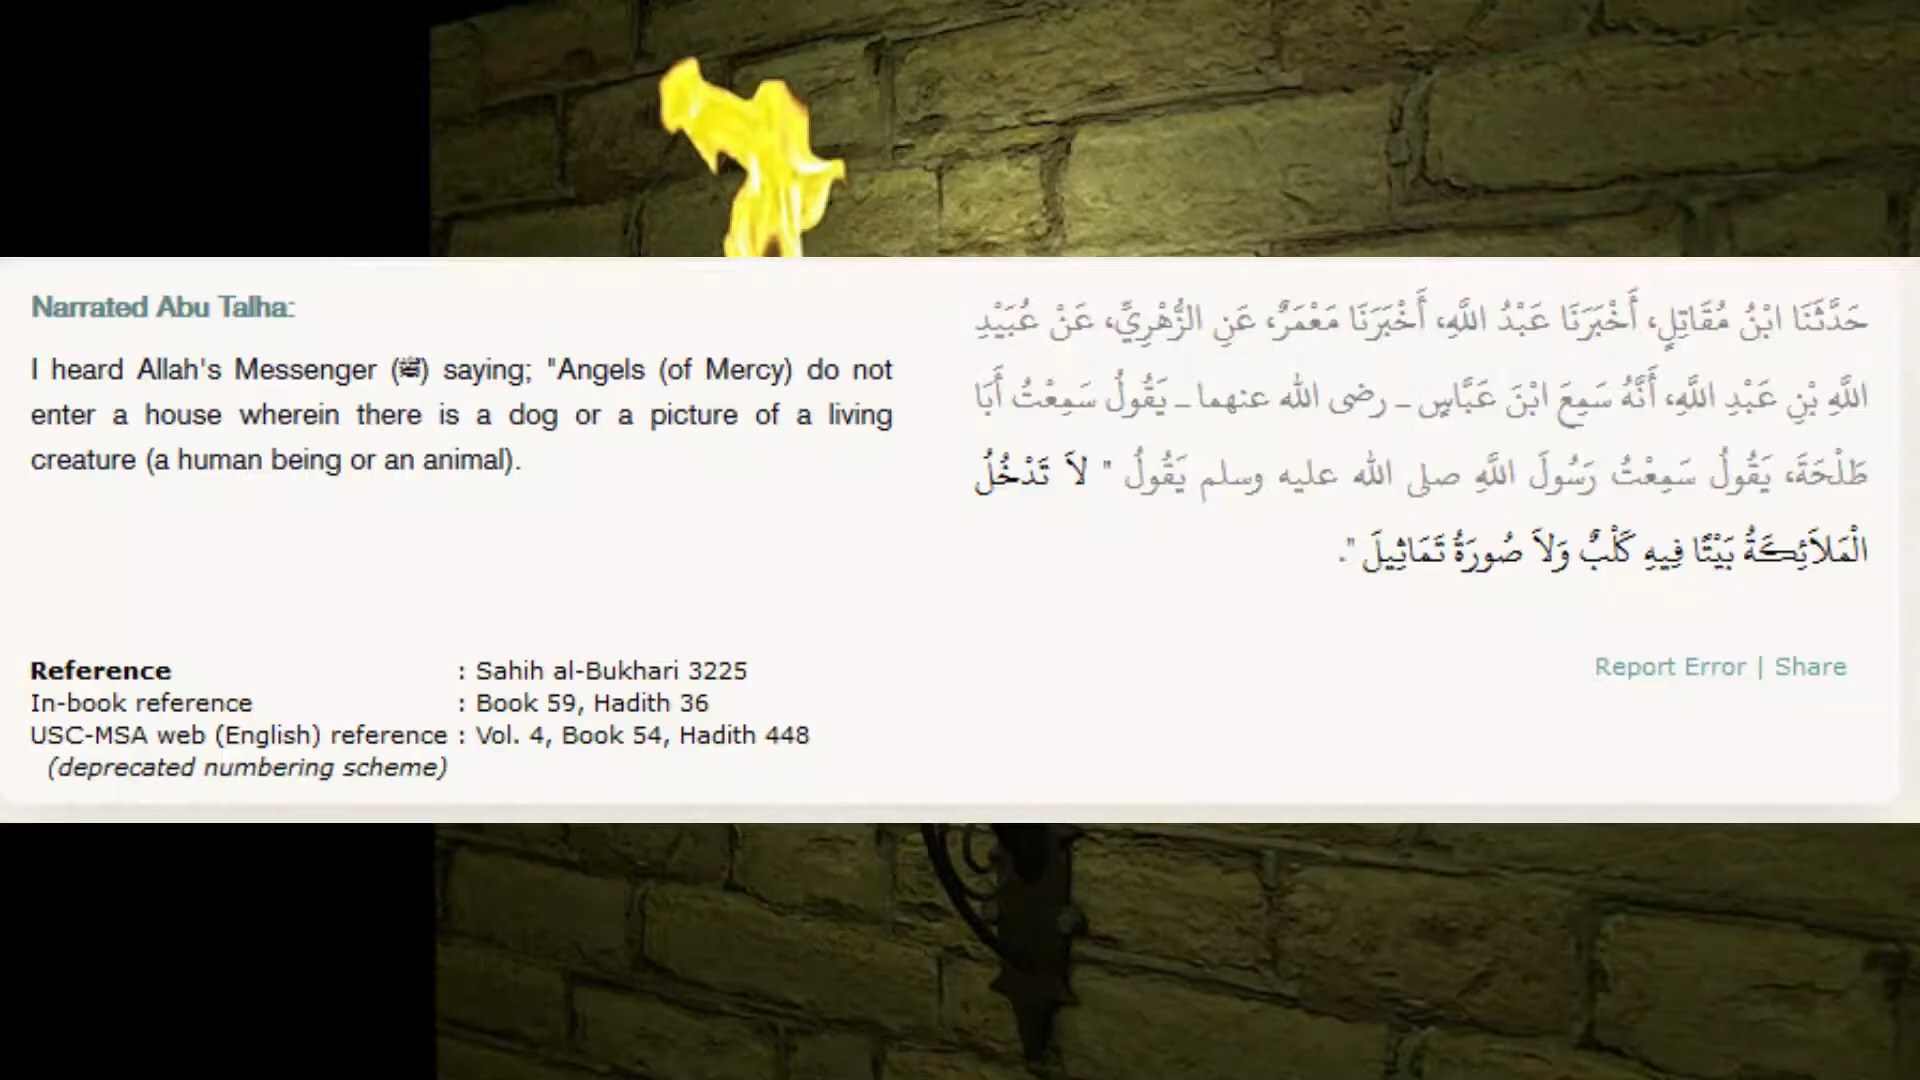 Narrated Abu Talha:
I heard Allah's Messenger (ﷺ) saying; "Angels (of Mercy) do not
enter a house wherein there is a dog or a picture of a living
creature (a human being or an animal).
حَدَّثَنَا ابْنُ مُقَاتِلٍ، أَخْبَرَنَا عَبْدُ اللَّهِ، أَخْبَرَنَا مَعْمَرٌ، عَنِ الزُّهْرِيِّ، عَنْ عُبَيْدِ
اللَّهِ بْنِ عَبْدِ اللَّهِ، أَنَّهُ سَمِعَ ابْنَ عَبَّاسٍ ـ رضى الله عنهما ـ يَقُولُ سَمِعْتُ أَبَا
طَلْحَةَ، يَقُولُ سَمِعْتُ رَسُولَ اللَّهِ صلى الله عليه وسلم يَقُولُ " لاَ تَدْخُلُ
الْمَلاَئِكَةُ بَيْتًا فِيهِ كَلْبٌ وَلاَ صُورَةُ تَمَاثِيلَ ".
Reference : Sahih al-Bukhari 3225
In-book reference : Book 59, Hadith 36
USC-MSA web (English) reference : Vol. 4, Book 54, Hadith 448
(deprecated numbering scheme)
Report Error | Share